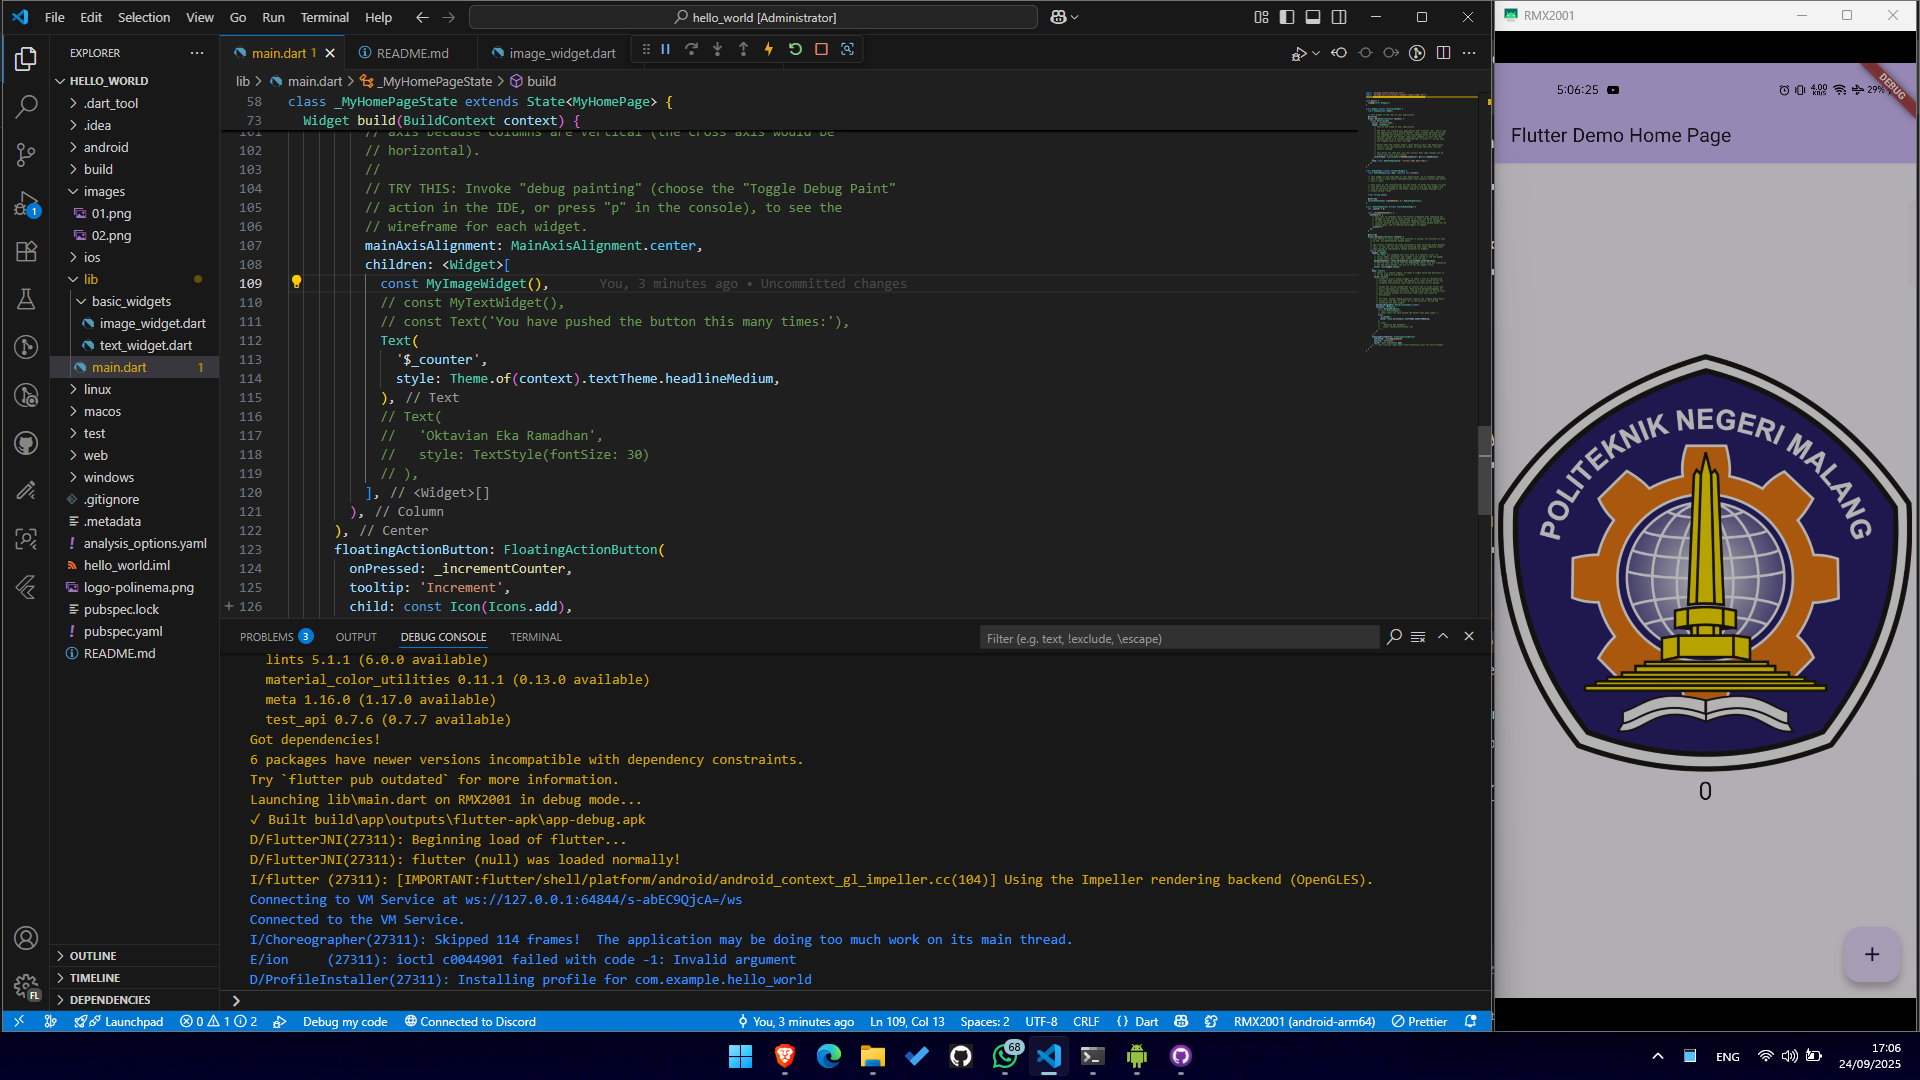 File Edit Selection View Go Run Terminal Help
hello_world [Administrator]
EXPLORER
HELLO_WORLD
.dart_tool
.idea
android
build
images
01.png
02.png
ios
lib
basic_widgets
image_widget.dart
text_widget.dart
main.dart 1
linux
macos
test
web
windows
.gitignore
.metadata
analysis_options.yaml
hello_world.iml
logo-polinema.png
pubspec.lock
pubspec.yaml
README.md
OUTLINE
TIMELINE
DEPENDENCIES
1
FL
main.dart 1
README.md
image_widget.dart
lib > main.dart > _MyHomePageState > build
58 class _MyHomePageState extends State<MyHomePage> {
73 Widget build(BuildContext context) {
101 // axis because Columns are vertical (the cross axis would be
102 // horizontal).
103 //
104 // TRY THIS: Invoke "debug painting" (choose the "Toggle Debug Paint"
105 // action in the IDE, or press "p" in the console), to see the
106 // wireframe for each widget.
107 mainAxisAlignment: MainAxisAlignment.center,
108 children: <Widget>[
109 const MyImageWidget(), You, 3 minutes ago • Uncommitted changes
110 // const MyTextWidget(),
111 // const Text('You have pushed the button this many times:'),
112 Text(
113 '$_counter',
114 style: Theme.of(context).textTheme.headlineMedium,
115 ), // Text
116 // Text(
117 //   'Oktavian Eka Ramadhan',
118 //   style: TextStyle(fontSize: 30)
119 // ),
120 ], // <Widget>[]
121 ), // Column
122 ), // Center
123 floatingActionButton: FloatingActionButton(
124 onPressed: _incrementCounter,
125 tooltip: 'Increment',
126 child: const Icon(Icons.add),
PROBLEMS 3 OUTPUT DEBUG CONSOLE TERMINAL
Filter (e.g. text, !exclude, \escape)
lints 5.1.1 (6.0.0 available)
material_color_utilities 0.11.1 (0.13.0 available)
meta 1.16.0 (1.17.0 available)
test_api 0.7.6 (0.7.7 available)
Got dependencies!
6 packages have newer versions incompatible with dependency constraints.
Try `flutter pub outdated` for more information.
Launching lib\main.dart on RMX2001 in debug mode...
✓ Built build\app\outputs\flutter-apk\app-debug.apk
D/FlutterJNI(27311): Beginning load of flutter...
D/FlutterJNI(27311): flutter (null) was loaded normally!
I/flutter (27311): [IMPORTANT:flutter/shell/platform/android/android_context_gl_impeller.cc(104)] Using the Impeller rendering backend (OpenGLES).
Connecting to VM Service at ws://127.0.0.1:64844/s-abEC9QjcA=/ws
Connected to the VM Service.
I/Choreographer(27311): Skipped 114 frames!  The application may be doing too much work on its main thread.
E/ion     (27311): ioctl c0044901 failed with code -1: Invalid argument
D/ProfileInstaller(27311): Installing profile for com.example.hello_world
Launchpad 0 1 2 Debug my code Connected to Discord You, 3 minutes ago Ln 109, Col 13 Spaces: 2 UTF-8 CRLF {} Dart RMX2001 (android-arm64) Prettier
RMX2001
5:06:25
4.00 KB/S
29%
DEBUG
Flutter Demo Home Page
POLITEKNIK NEGERI MALANG
0
+
68
ENG
17:06
24/09/2025